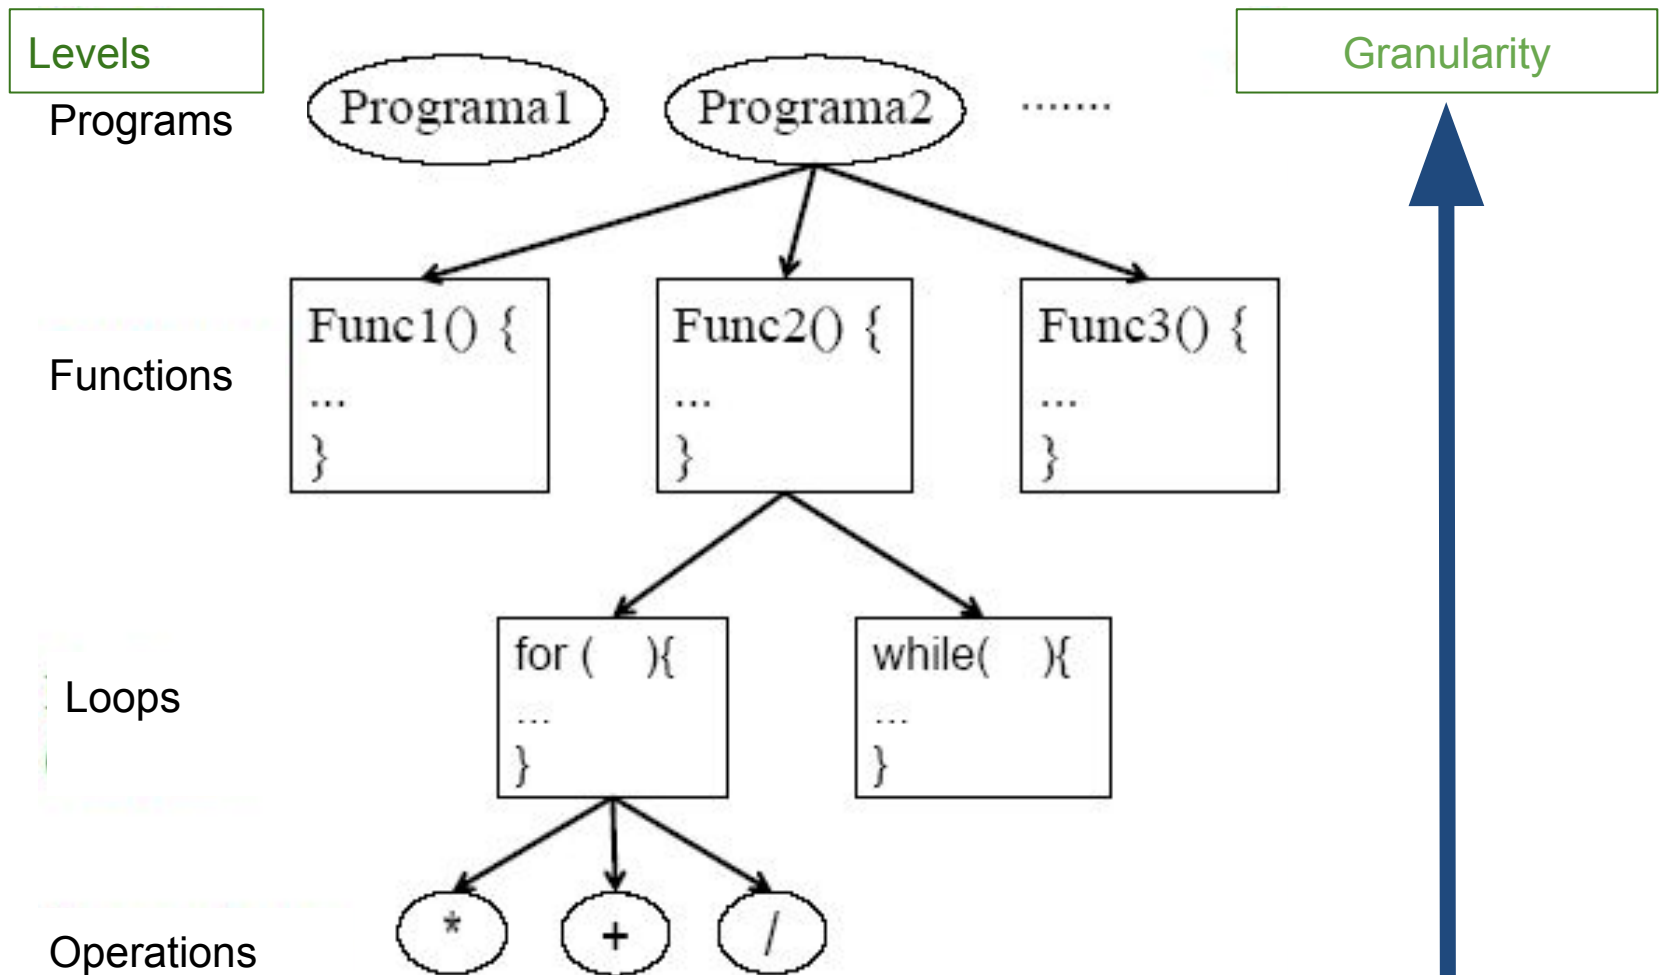 Levels
Granularity
Programs
Programa1
Programa2
.......
Functions
Func1() {
...
}
Func2() {
...
}
Func3() {
...
}
Loops
for (    ){
...
}
while(    ){
...
}
Operations
*
+
/